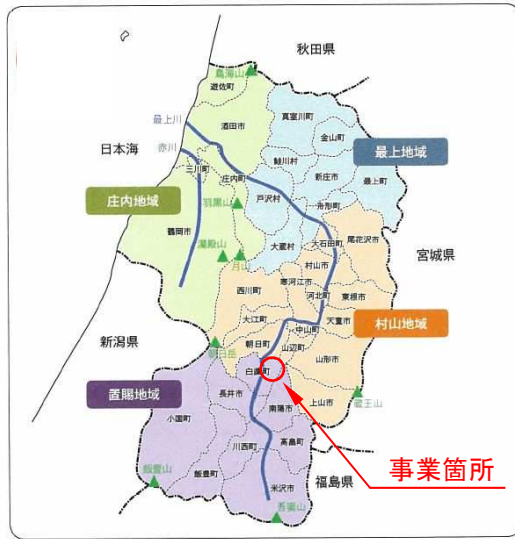 秋田県
鳥海山
遊佐町
真室川町
最上川
酒田市
金山町
日本海
赤川
鮭川村
最上地域
三川町
庄内町
新庄市
最上町
庄内地域
羽黒山
戸沢村
舟形町
鶴岡市
湯殿山
月山
大蔵村
大石田町
尾花沢市
宮城県
村山市
西川町
寒河江市
河北町
東根市
大江町
天童市
村山地域
新潟県
朝日町
中山町
山辺町
山形市
朝日岳
白鷹町
置賜地域
長井市
上山市
蔵王山
小国町
南陽市
川西町
高畠町
事業箇所
飯豊山
飯豊町
米沢市
福島県
吾妻山